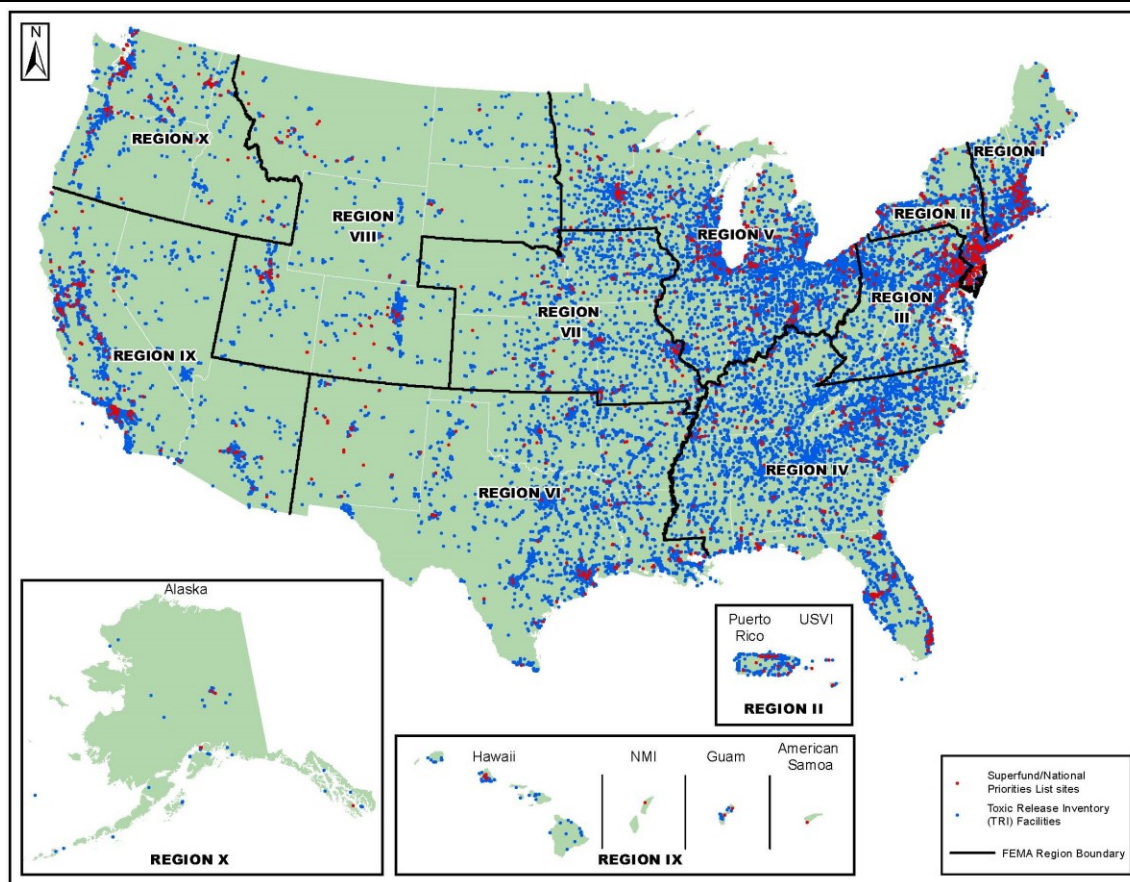 N
REGION X
REGION I
REGION II
REGION
VIII
REGION V
REGION
III
REGION
VII
REGION IX
REGION IV
REGION VI
Alaska
REGION X
Puerto
Rico
USVI
REGION II
Hawaii
NMI
Guam
American
Samoa
REGION IX
Superfund/National
Priorities List sites
Toxic Release Inventory
(TRI) Facilities
FEMA Region Boundary